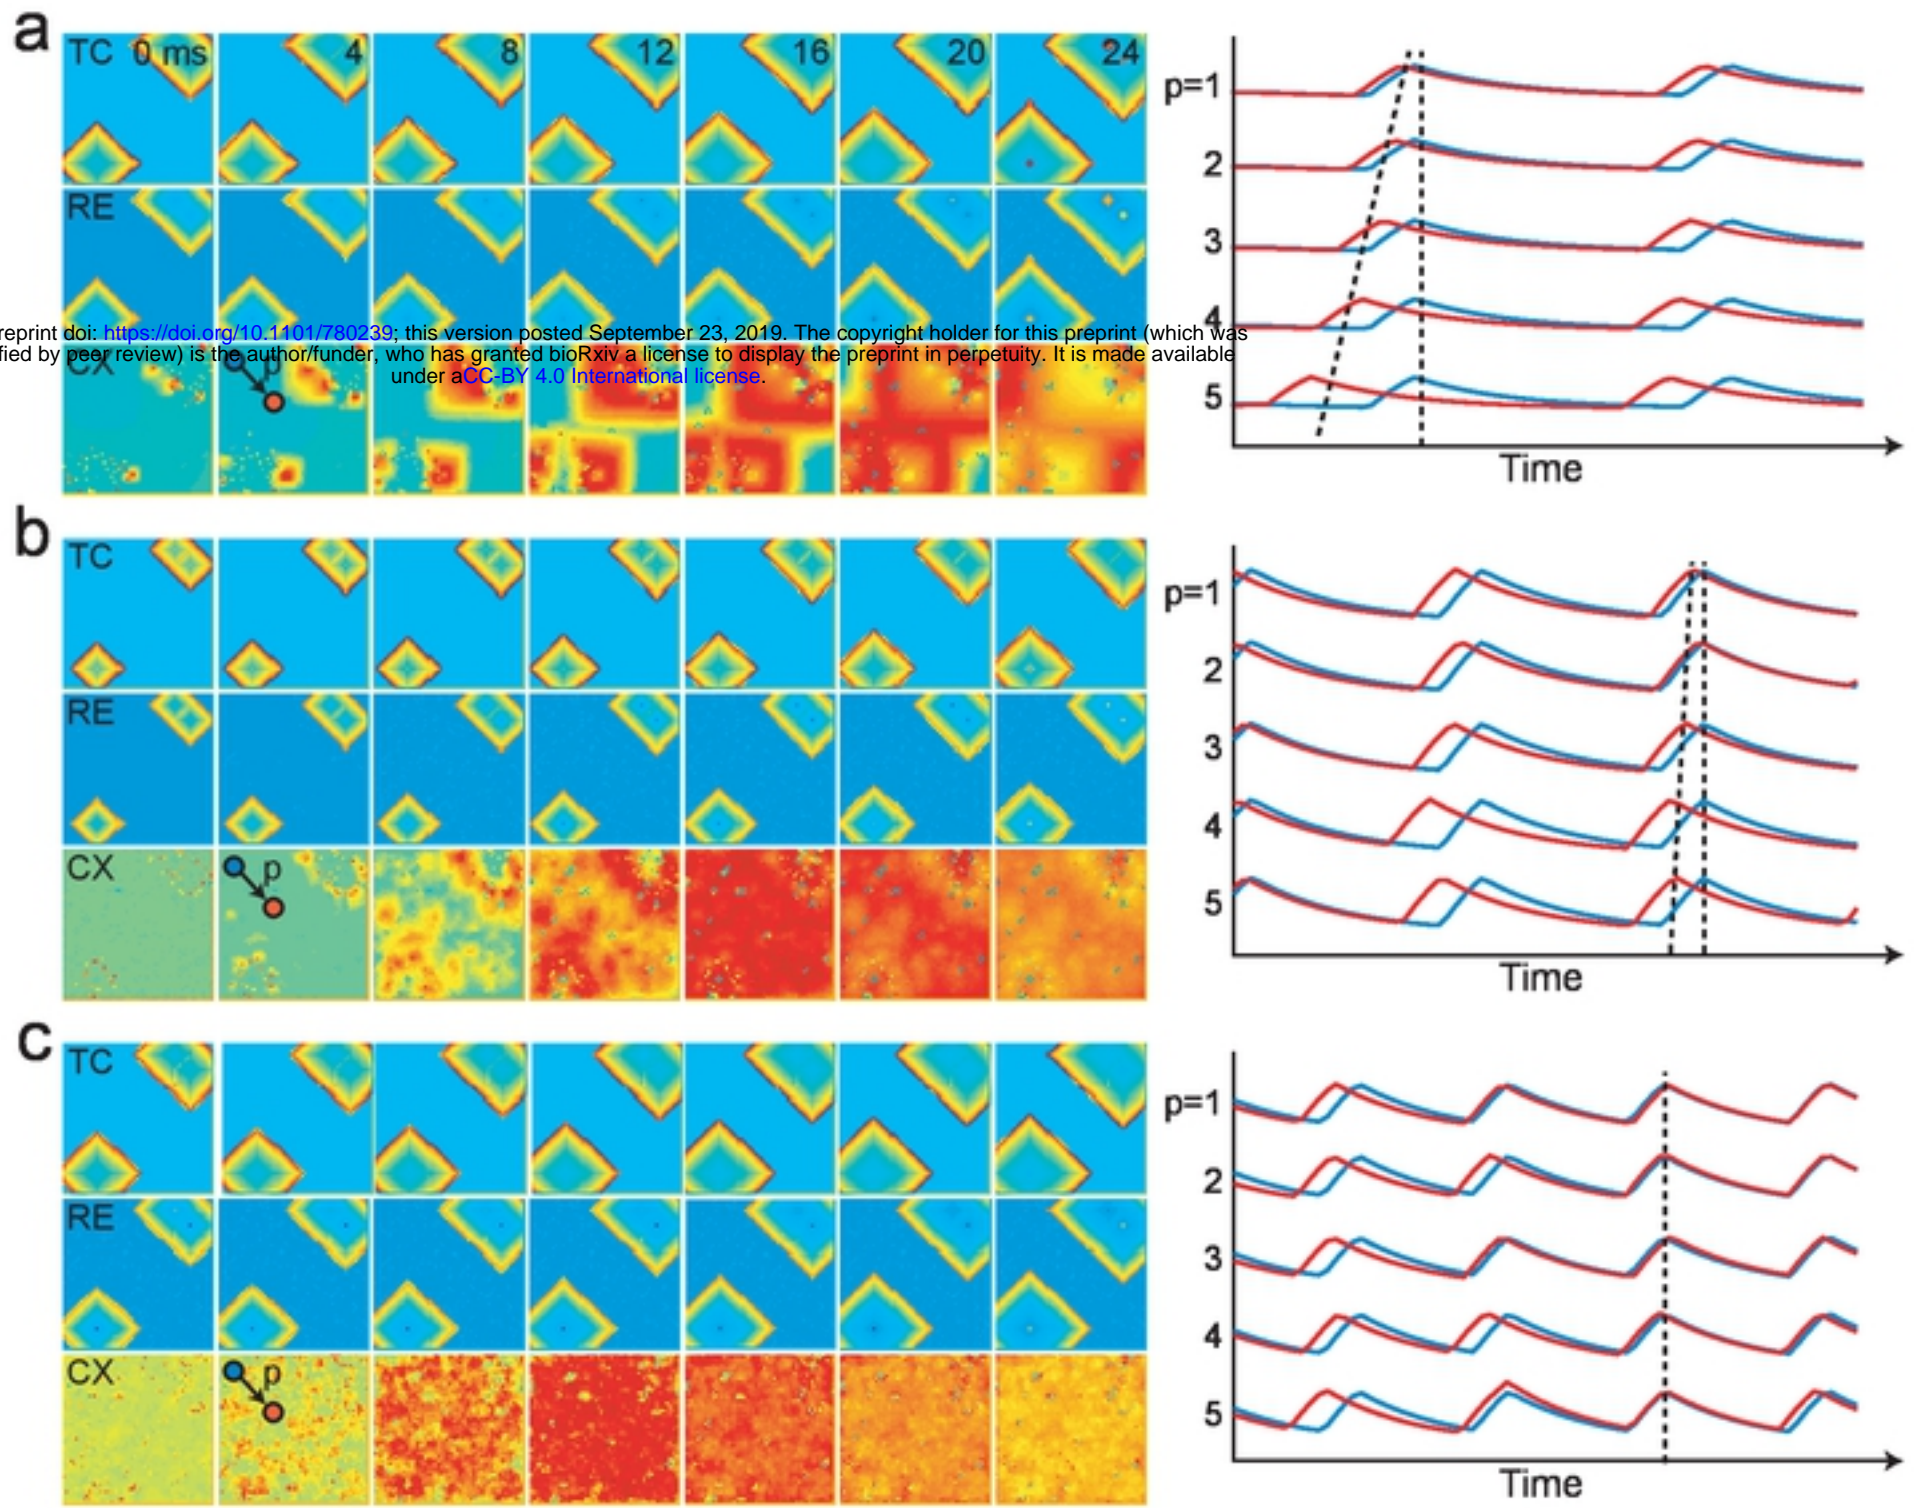 a
TC 0 ms 4 8 12 16 20 24
RE
reprint doi: https://doi.org/10.1101/780239; this version posted September 23, 2019. The copyright holder for this preprint (which was
fied by peer review) is the author/funder, who has granted bioRxiv a license to display the preprint in perpetuity. It is made available
under aCC-BY 4.0 International license.
CX p
p=1
2
3
4
5
Time
b
TC
RE
CX p
p=1
2
3
4
5
Time
c
TC
RE
CX p
p=1
2
3
4
5
Time